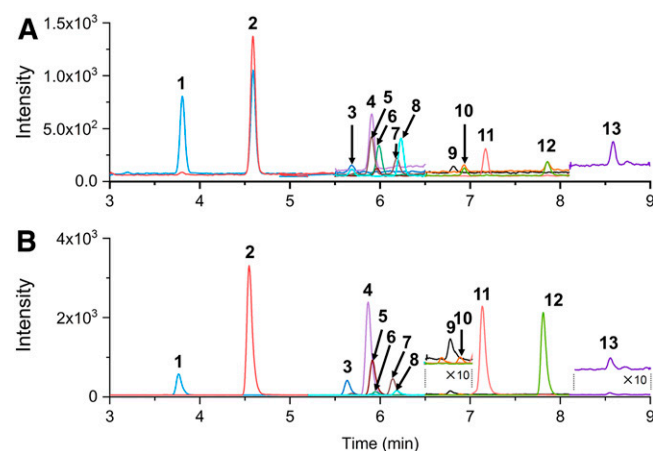 A
Intensity
1.5x10³
1.0x10³
5.0x10²
0.0
1
2
3
4
5
6
7
8
9
10
11
12
13
3 4 5 6 7 8 9
B
Intensity
4x10³
2x10³
0
1
2
3
4
5
6
7
8
9
10
11
12
13
×10
×10
3 4 5 6 7 8 9
Time (min)